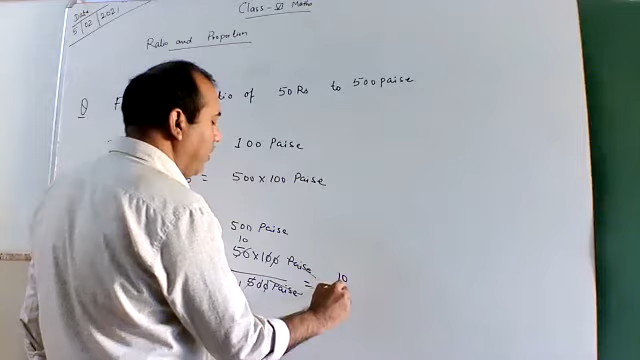 Class - VI Maths
Date
5/02/2021
Ratio and Proportion
Q F io of 50 Rs to 500 paise
100 Paise
= 500 × 100 Paise
500 Paise
10
50 × 100 Paise
500 Paise = 10